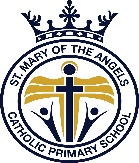 ST. MARY OF THE ANGELS
CATHOLIC PRIMARY SCHOOL